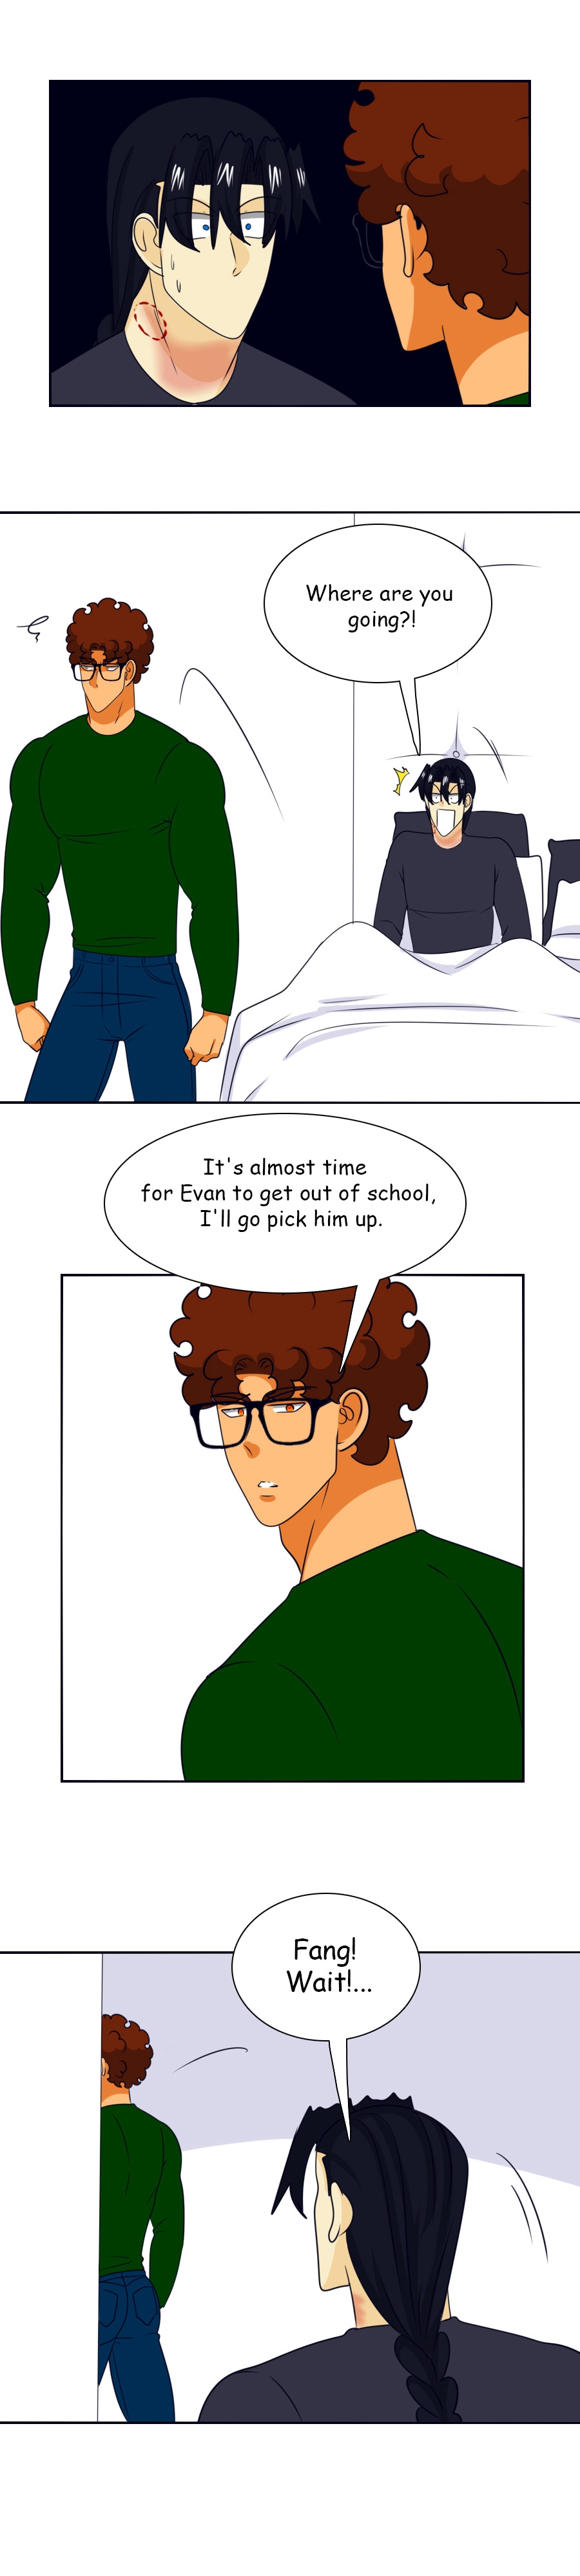 Where are you
going?!
It's almost time
for Evan to get out of school,
I'll go pick him up.
Fang!
Wait!...